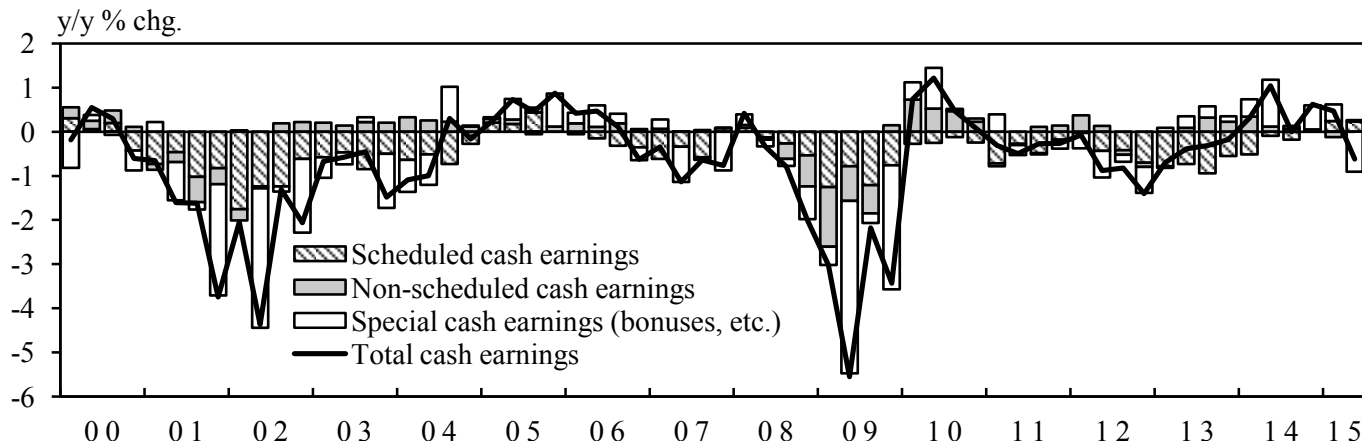 y/y % chg.
2
1
0
-1
-2
-3
-4
-5
-6
Scheduled cash earnings
Non-scheduled cash earnings
Special cash earnings (bonuses, etc.)
Total cash earnings
00 01 02 03 04 05 06 07 08 09 10 11 12 13 14 15